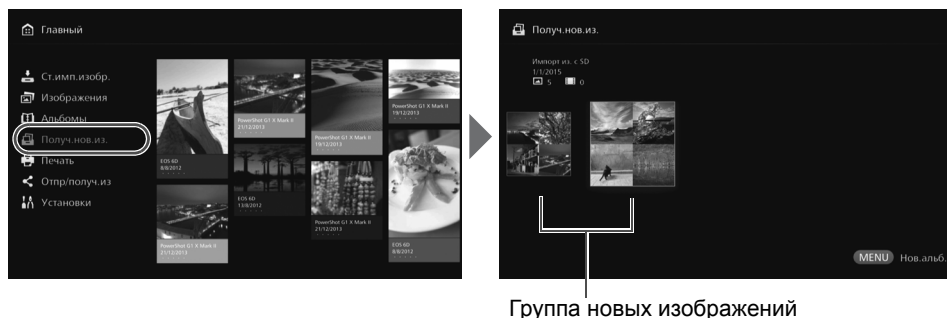 Главный
Ст.имп.изобр.
Изображения
Альбомы
Получ.нов.из.
Печать
Отпр/получ.из
Установки
EOS 6D
8/8/2012
PowerShot G1 X Mark II
21/12/2013
PowerShot G1 X Mark II
21/12/2013
EOS 6D
13/8/2012
PowerShot G1 X Mark II
19/12/2013
PowerShot G1 X Mark II
21/12/2013
PowerShot G1 X Mark II
19/12/2013
EOS 6D
8/8/2012
Получ.нов.из.
Импорт из. с SD
1/1/2015
5 0
MENU Нов.альб.
Группа новых изображений